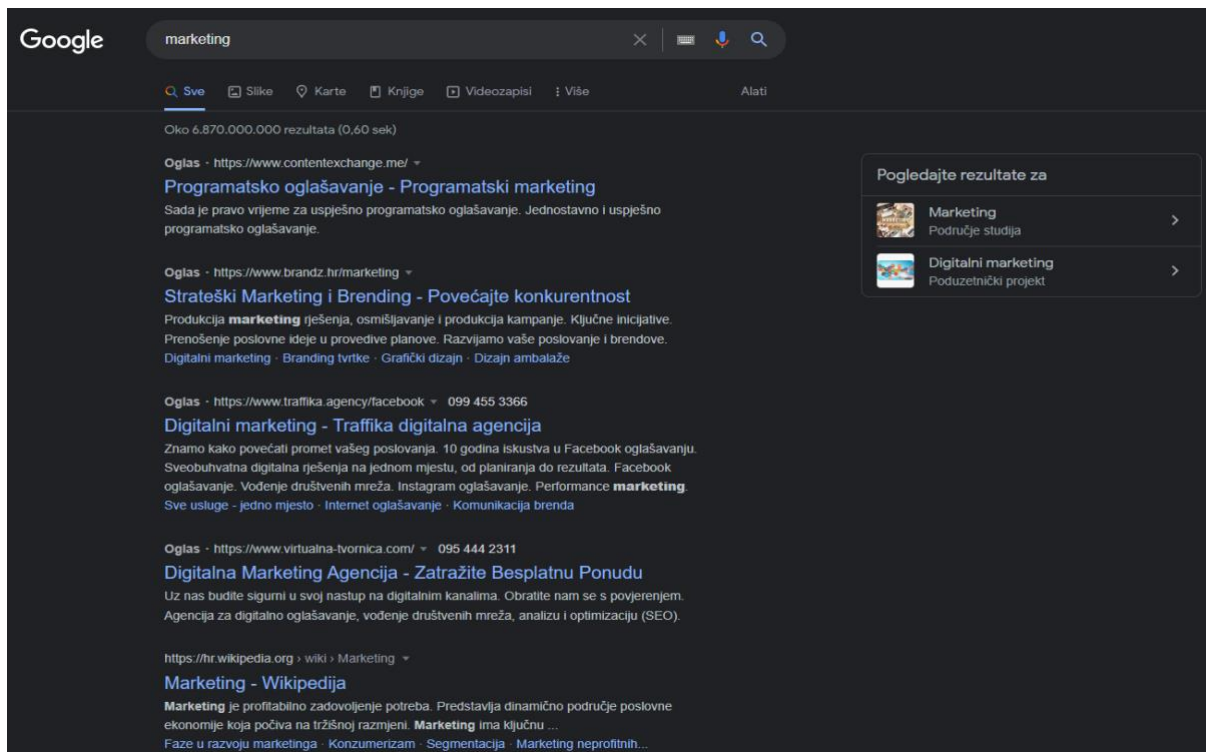 Google
marketing
Sve Slike Karte Knjige Videozapisi Više Alati
Oko 6.870.000.000 rezultata (0,60 sek)
Oglas · https://www.contentexchange.me/
Programatsko oglašavanje - Programatski marketing
Sada je pravo vrijeme za uspješno programatsko oglašavanje. Jednostavno i uspješno
programatsko oglašavanje.
Oglas · https://www.brandz.hr/marketing
Strateški Marketing i Brending - Povećajte konkurentnost
Produkcija marketing rješenja, osmišljavanje i produkcija kampanje. Ključne inicijative.
Prenošenje poslovne ideje u provedive planove. Razvijamo vaše poslovanje i brendove.
Digitalni marketing · Branding tvrtke · Grafički dizajn · Dizajn ambalaže
Oglas · https://www.traffika.agency/facebook 099 455 3366
Digitalni marketing - Traffika digitalna agencija
Znamo kako povećati promet vašeg poslovanja. 10 godina iskustva u Facebook oglašavanju.
Sveobuhvatna digitalna rješenja na jednom mjestu, od planiranja do rezultata. Facebook
oglašavanje. Vođenje društvenih mreža. Instagram oglašavanje. Performance marketing.
Sve usluge - jedno mjesto · Internet oglašavanje · Komunikacija brenda
Oglas · https://www.virtualna-tvornica.com/ 095 444 2311
Digitalna Marketing Agencija - Zatražite Besplatnu Ponudu
Uz nas budite sigurni u svoj nastup na digitalnim kanalima. Obratite nam se s povjerenjem.
Agencija za digitalno oglašavanje, vođenje društvenih mreža, analizu i optimizaciju (SEO).
https://hr.wikipedia.org › wiki › Marketing
Marketing - Wikipedija
Marketing je profitabilno zadovoljenje potreba. Predstavlja dinamično područje poslovne
ekonomije koja počiva na tržišnoj razmjeni. Marketing ima ključnu ...
Faze u razvoju marketinga · Konzumerizam · Segmentacija · Marketing neprofitnih...
Pogledajte rezultate za
Marketing
Područje studija
Digitalni marketing
Poduzetnički projekt